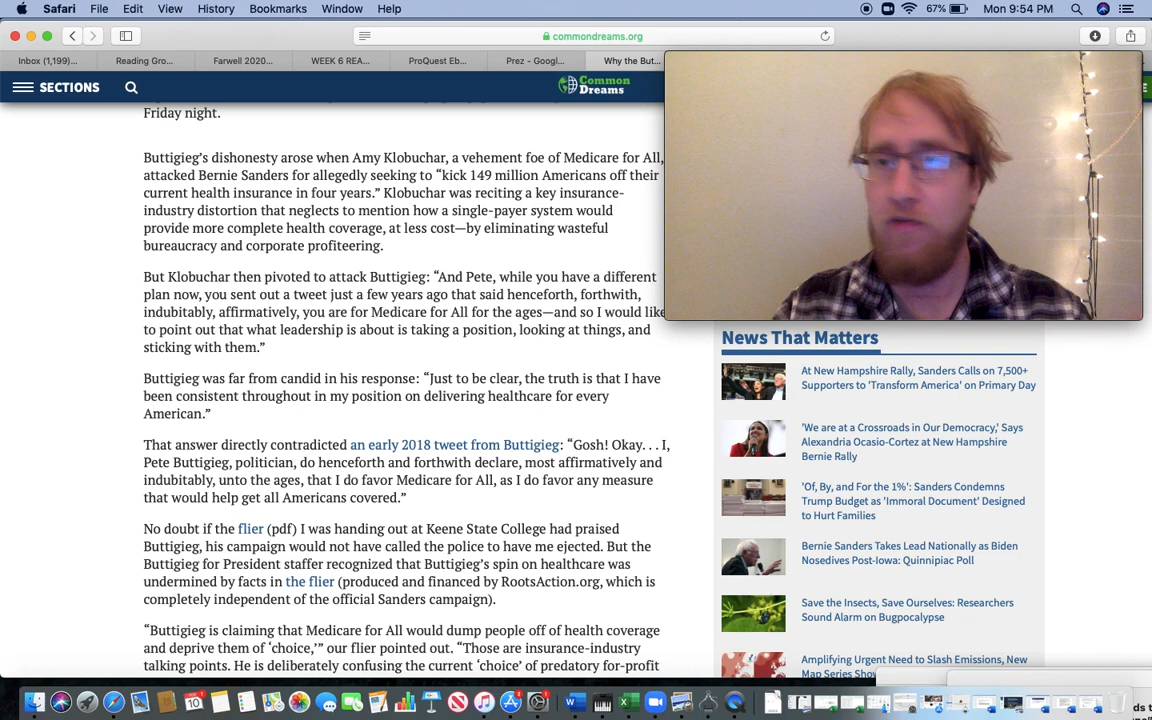 Safari File Edit View History Bookmarks Window Help
67% Mon 9:54 PM
commondreams.org
Inbox (1,199)... Reading Gro... Farwell 2020... WEEK 6 REA... ProQuest Eb... Prez - Googl... Why the But...
SECTIONS
Common
Dreams
Friday night.
Buttigieg’s dishonesty arose when Amy Klobuchar, a vehement foe of Medicare for All,
attacked Bernie Sanders for allegedly seeking to “kick 149 million Americans off their
current health insurance in four years.” Klobuchar was reciting a key insurance-
industry distortion that neglects to mention how a single-payer system would
provide more complete health coverage, at less cost—by eliminating wasteful
bureaucracy and corporate profiteering.
But Klobuchar then pivoted to attack Buttigieg: “And Pete, while you have a different
plan now, you sent out a tweet just a few years ago that said henceforth, forthwith,
indubitably, affirmatively, you are for Medicare for All for the ages—and so I would like
to point out that what leadership is about is taking a position, looking at things, and
sticking with them.”
Buttigieg was far from candid in his response: “Just to be clear, the truth is that I have
been consistent throughout in my position on delivering healthcare for every
American.”
That answer directly contradicted an early 2018 tweet from Buttigieg: “Gosh! Okay. . . I,
Pete Buttigieg, politician, do henceforth and forthwith declare, most affirmatively and
indubitably, unto the ages, that I do favor Medicare for All, as I do favor any measure
that would help get all Americans covered.”
No doubt if the flier (pdf) I was handing out at Keene State College had praised
Buttigieg, his campaign would not have called the police to have me ejected. But the
Buttigieg for President staffer recognized that Buttigieg’s spin on healthcare was
undermined by facts in the flier (produced and financed by RootsAction.org, which is
completely independent of the official Sanders campaign).
“Buttigieg is claiming that Medicare for All would dump people off of health coverage
and deprive them of ‘choice,’” our flier pointed out. “Those are insurance-industry
talking points. He is deliberately confusing the current ‘choice’ of predatory for-profit
News That Matters
At New Hampshire Rally, Sanders Calls on 7,500+
Supporters to 'Transform America' on Primary Day
'We are at a Crossroads in Our Democracy,' Says
Alexandria Ocasio-Cortez at New Hampshire
Bernie Rally
'Of, By, and For the 1%': Sanders Condemns
Trump Budget as 'Immoral Document' Designed
to Hurt Families
Bernie Sanders Takes Lead Nationally as Biden
Nosedives Post-Iowa: Quinnipiac Poll
Save the Insects, Save Ourselves: Researchers
Sound Alarm on Bugpocalypse
Amplifying Urgent Need to Slash Emissions, New
Map Series